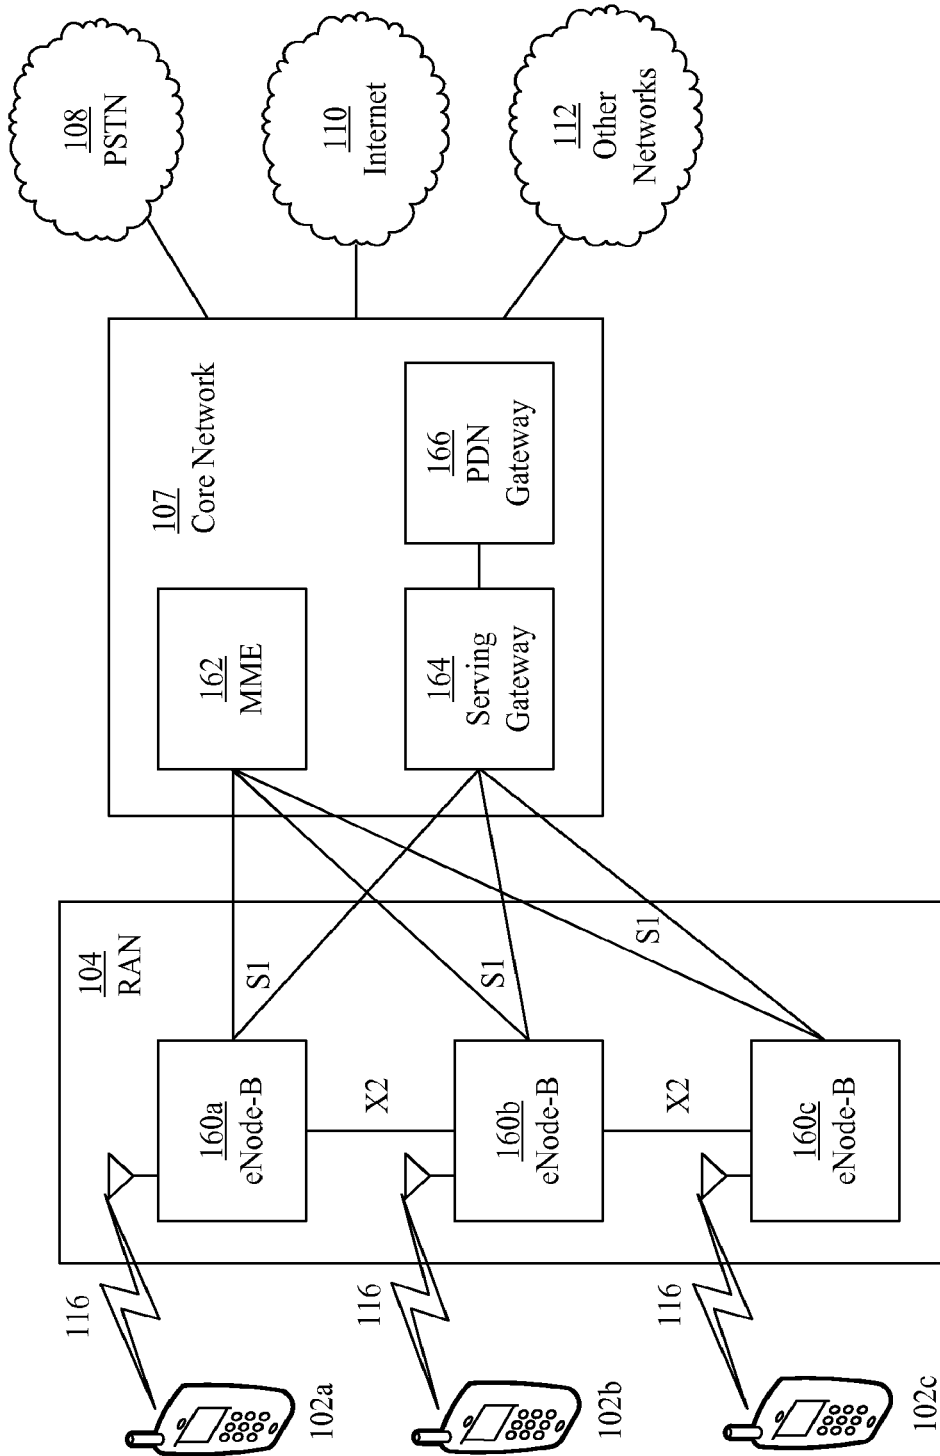 108
PSTN
110
Internet
112
Other
Networks
107
Core Network
162
MME
164
Serving
Gateway
166
PDN
Gateway
104
RAN
S1
S1
S1
160a
eNode-B
X2
160b
eNode-B
X2
160c
eNode-B
116
116
116
102a
102b
102c